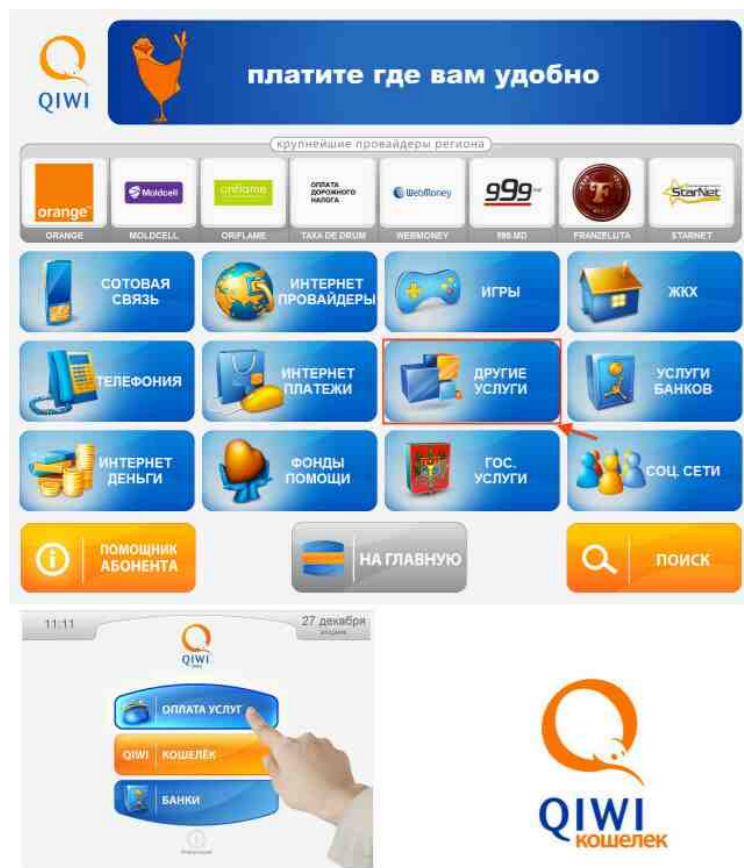 QIWI
платите где вам удобно
крупнейшие провайдеры региона
orange™
Moldcell
oriflame
ОПЛАТА
ДОРОЖНОГО
НАЛОГА
WebMoney
999
F
StarNet
ORANGE
MOLDCELL
ORIFLAME
TAXA DE DRUM
WEBMONEY
999.MD
FRANZELUTA
STARNET
СОТОВАЯ
СВЯЗЬ
ИНТЕРНЕТ
ПРОВАЙДЕРЫ
ИГРЫ
ЖКХ
ТЕЛЕФОНИЯ
ИНТЕРНЕТ
ПЛАТЕЖИ
ДРУГИЕ
УСЛУГИ
УСЛУГИ
БАНКОВ
ИНТЕРНЕТ
ДЕНЬГИ
ФОНДЫ
ПОМОЩИ
ГОС.
УСЛУГИ
СОЦ. СЕТИ
ПОМОЩНИК
АБОНЕНТА
НА ГЛАВНУЮ
ПОИСК
11:11
27 декабря
QIWI
ОПЛАТА УСЛУГ
QIWI КОШЕЛЁК
БАНКИ
QIWI
кошелек